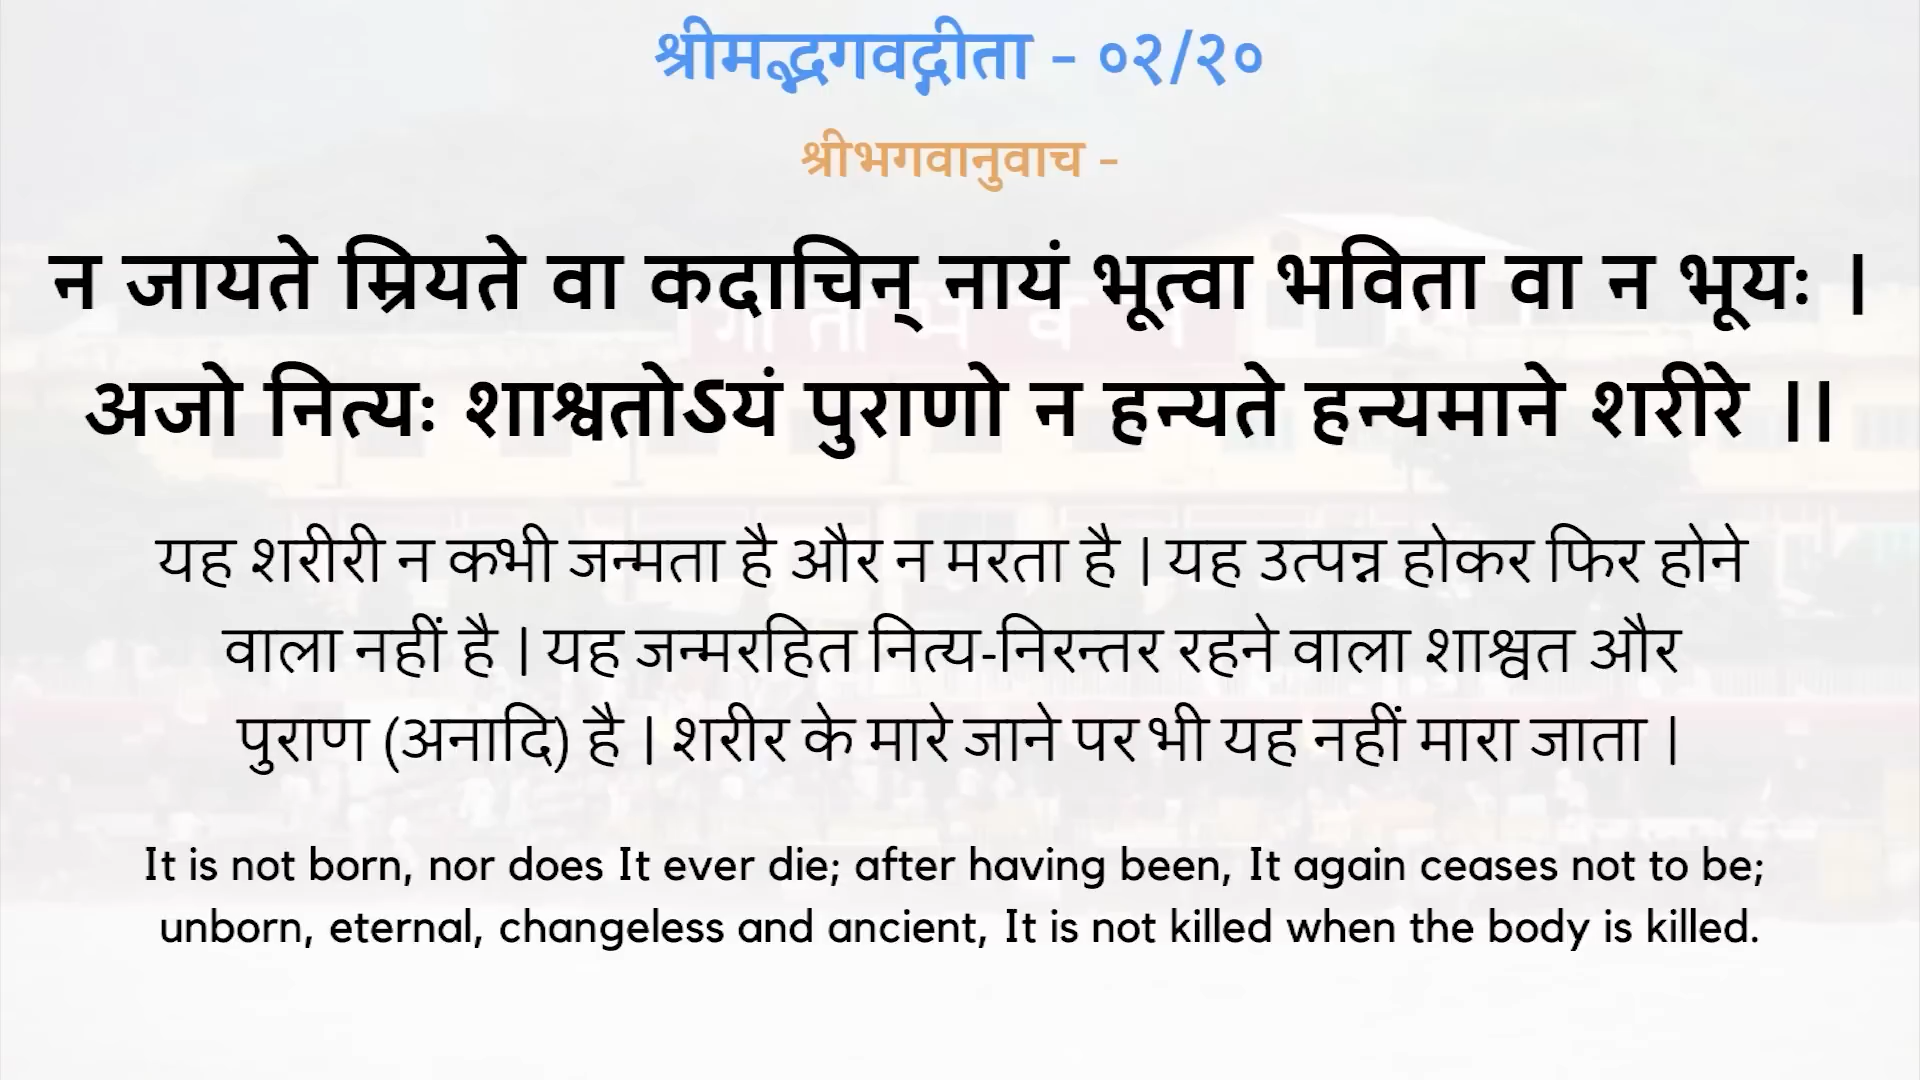 श्रीमद्भगवद्गीता - ०२/२०
श्रीभगवानुवाच -
न जायते म्रियते वा कदाचिन् नायं भूत्वा भविता वा न भूयः ।
अजो नित्यः शाश्वतोऽयं पुराणो न हन्यते हन्यमाने शरीरे ।।
यह शरीरी न कभी जन्मता है और न मरता है | यह उत्पन्न होकर फिर होने
वाला नहीं है | यह जन्मरहित नित्य-निरन्तर रहने वाला शाश्वत और
पुराण (अनादि) है | शरीर के मारे जाने पर भी यह नहीं मारा जाता |
It is not born, nor does It ever die; after having been, It again ceases not to be;
unborn, eternal, changeless and ancient, It is not killed when the body is killed.